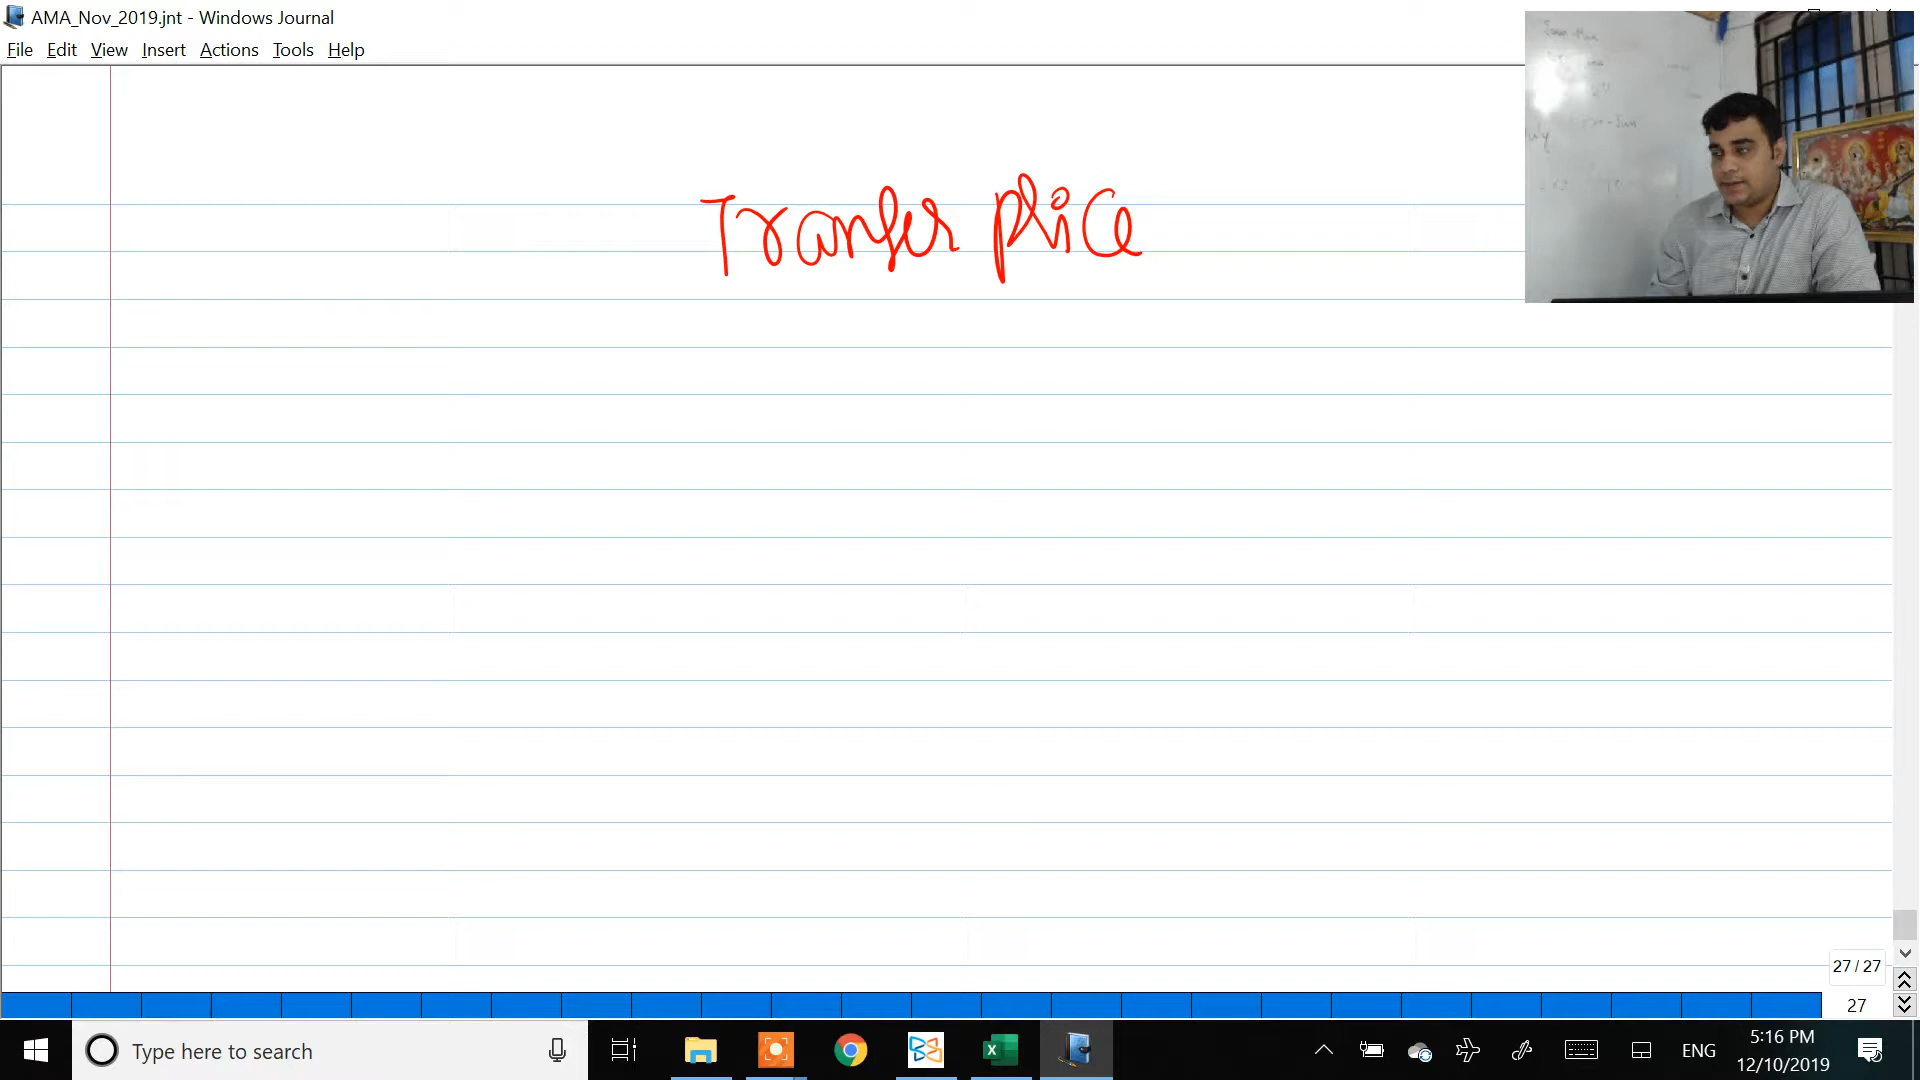 AMA_Nov_2019.jnt - Windows Journal
File Edit View Insert Actions Tools Help
Tranfer price
27 / 27
27
Type here to search
ENG
5:16 PM
12/10/2019